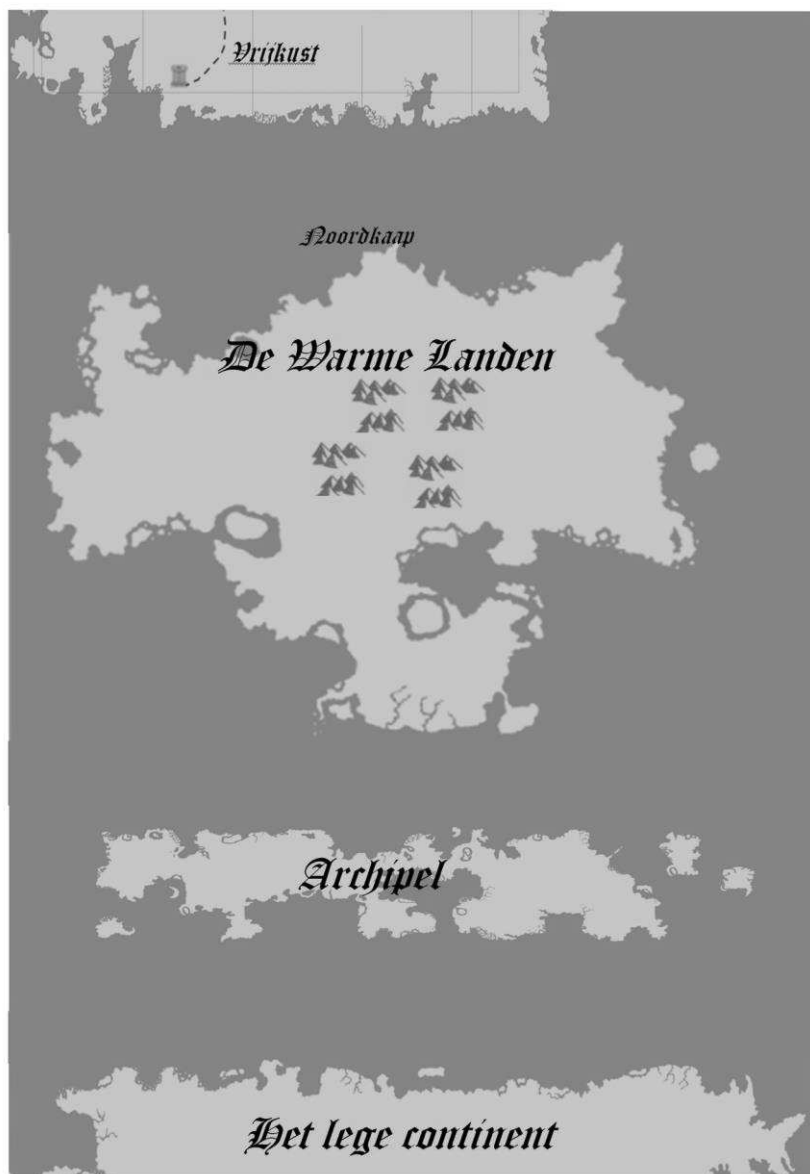 Vrijkust
Noordkaap
De Warme Landen
Archipel
Het lege continent